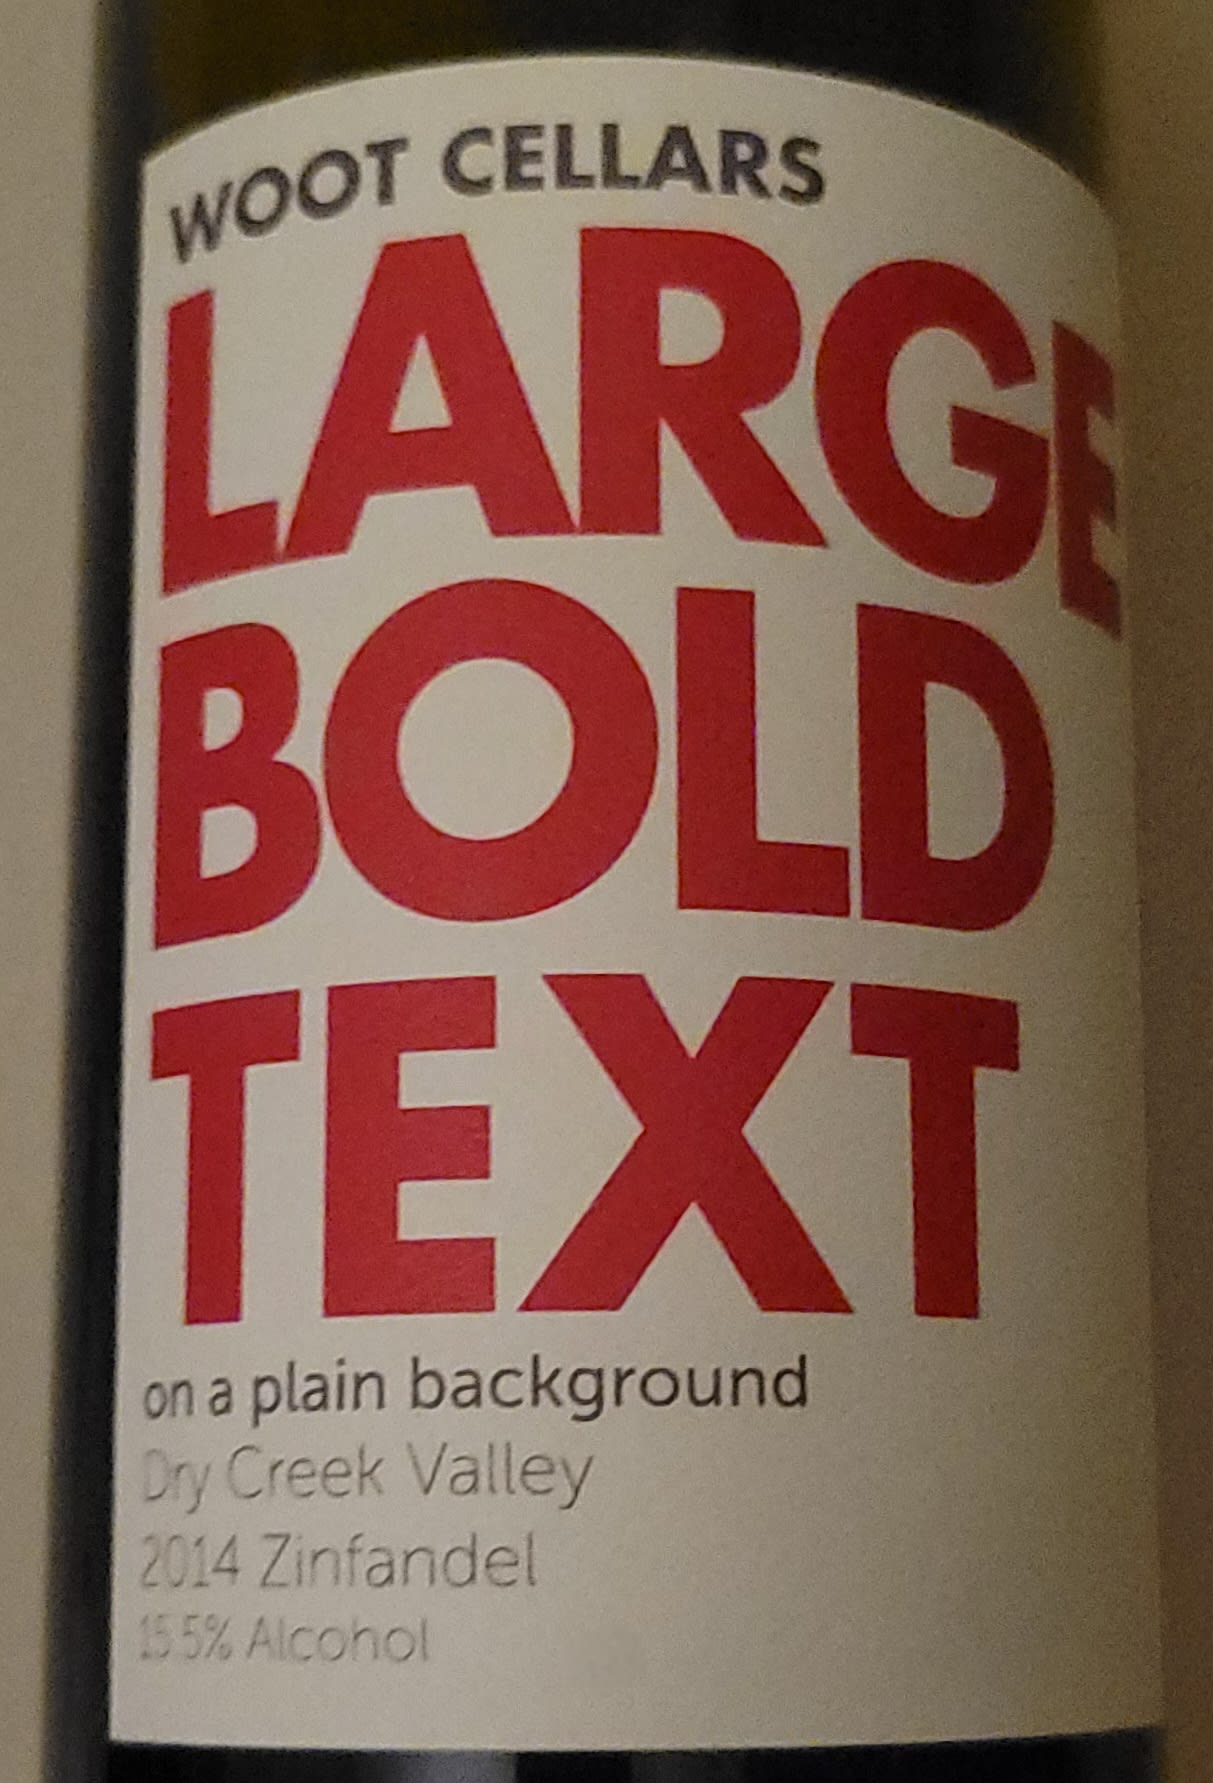 WOOT CELLARS
LARGE
BOLD
TEXT
on a plain background
Dry Creek Valley
2014 Zinfandel
15.5% Alcohol